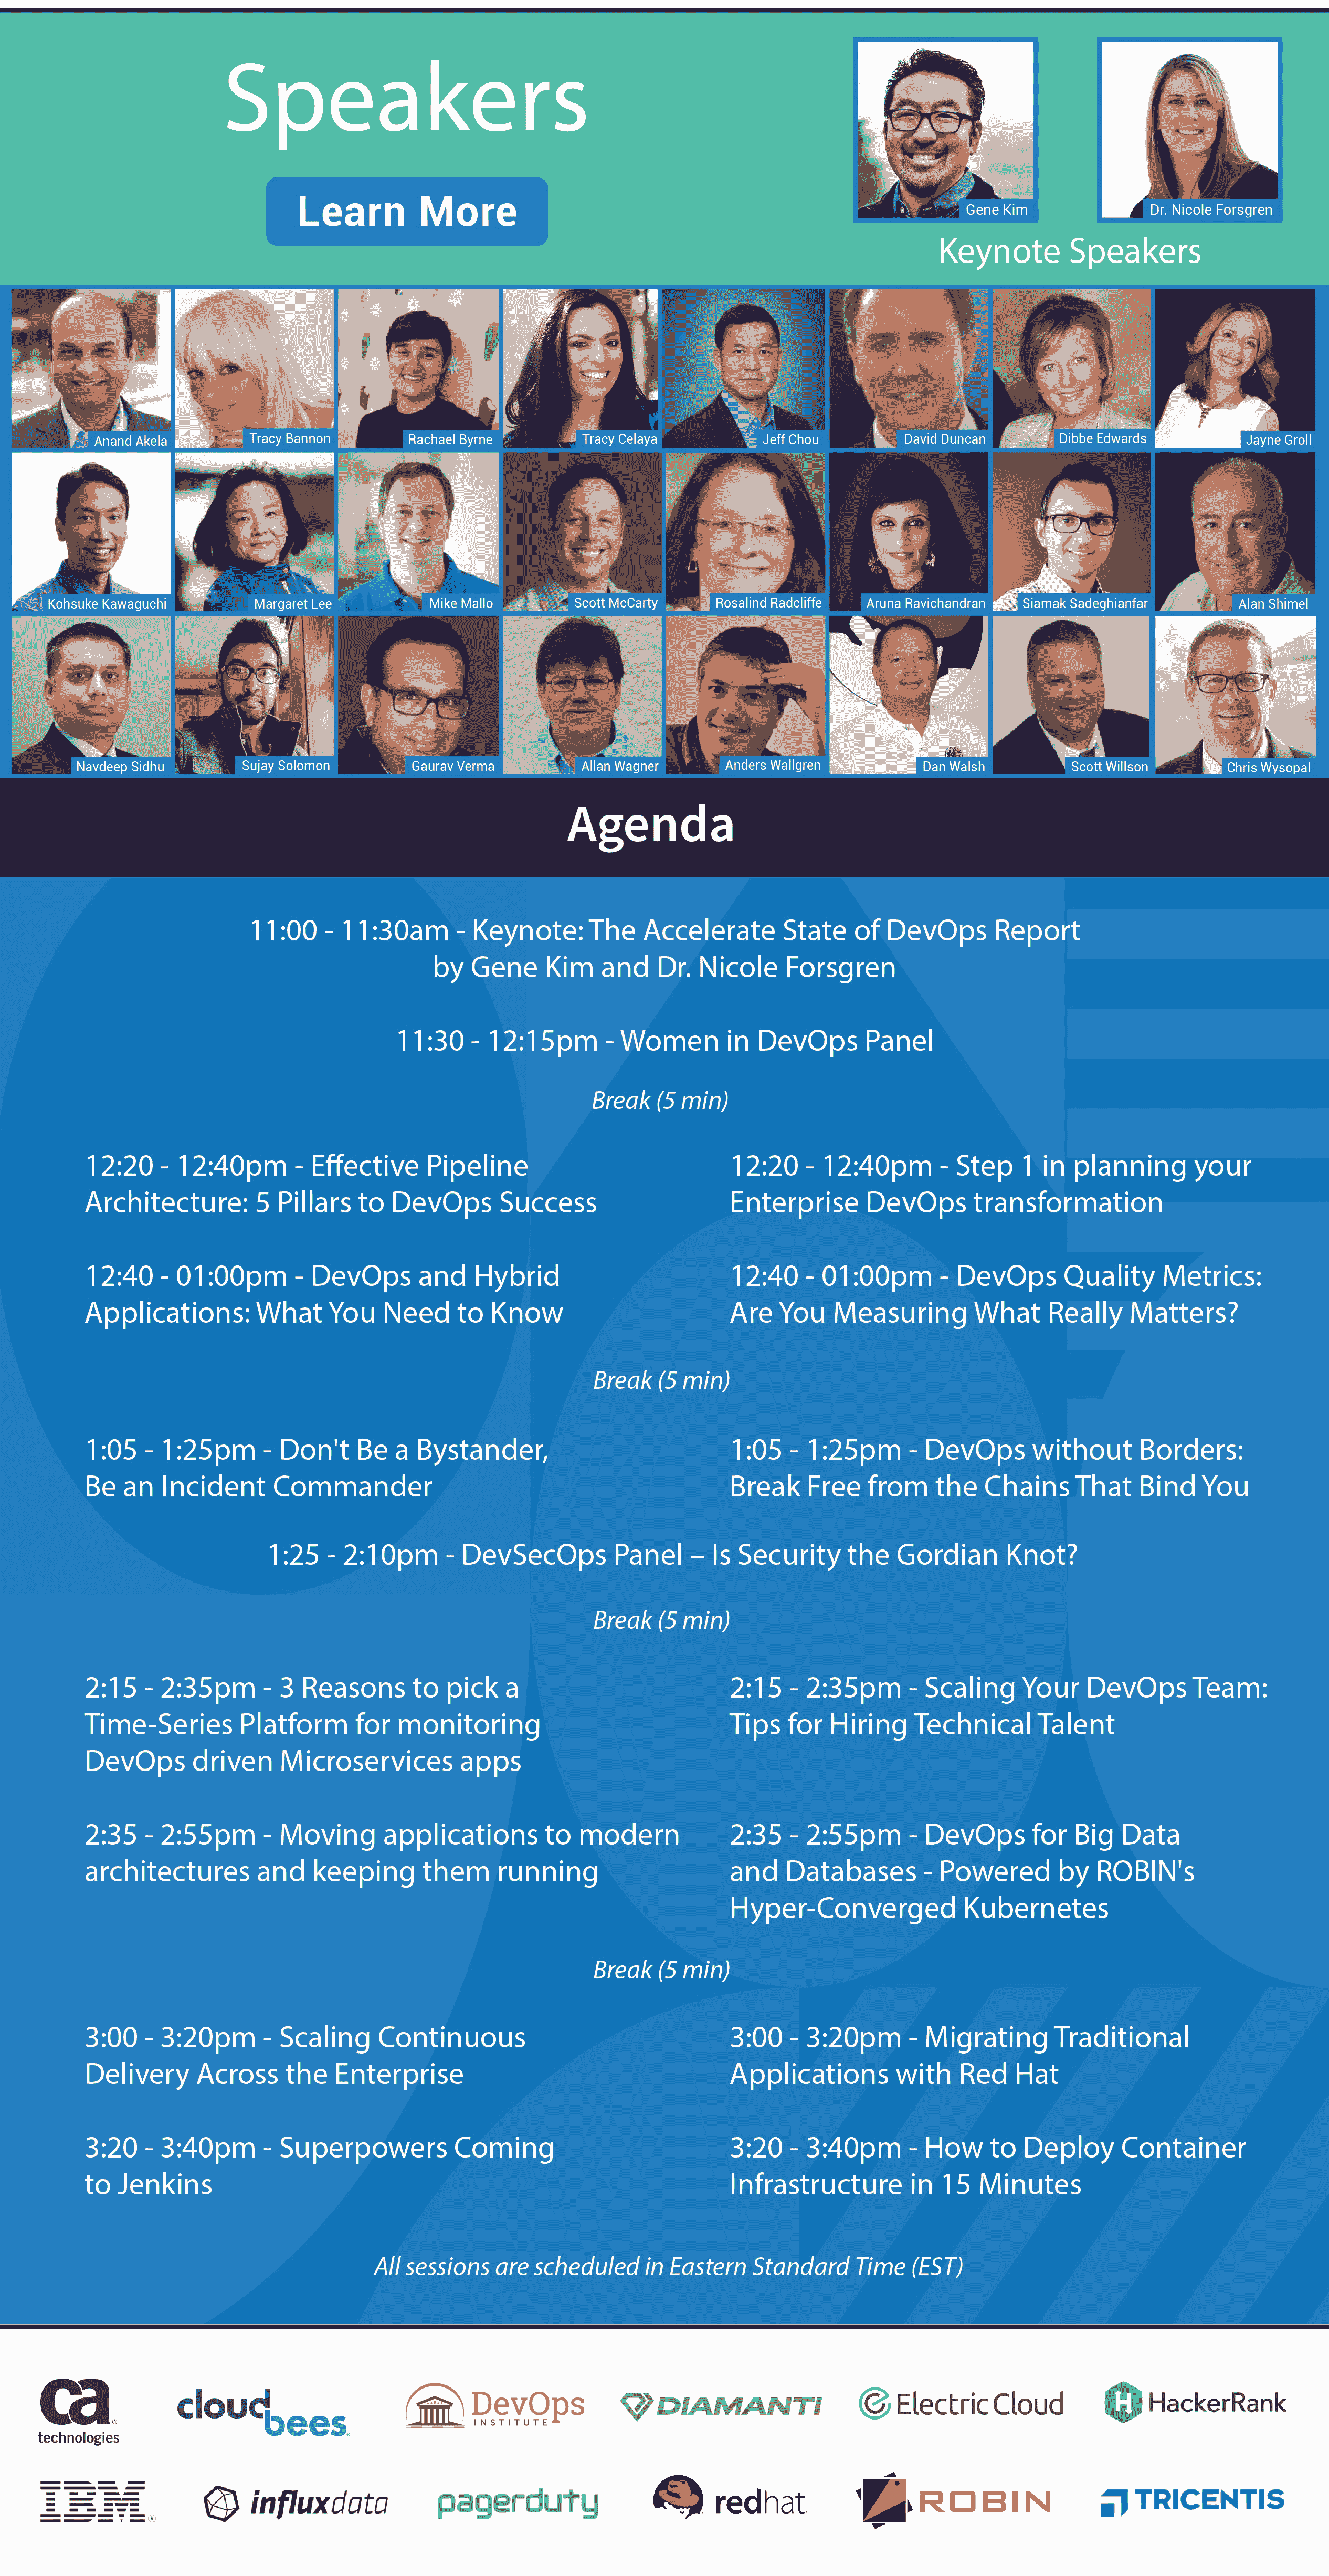 Speakers
Learn More
Gene Kim
Dr. Nicole Forsgren
Keynote Speakers
Anand Akela
Tracy Bannon
Rachael Byrne
Tracy Celaya
Jeff Chou
David Duncan
Dibbe Edwards
Jayne Groll
Kohsuke Kawaguchi
Margaret Lee
Mike Mallo
Scott McCarty
Rosalind Radcliffe
Aruna Ravichandran
Siamak Sadeghianfar
Alan Shimel
Navdeep Sidhu
Sujay Solomon
Gaurav Verma
Allan Wagner
Anders Wallgren
Dan Walsh
Scott Willson
Chris Wysopal
Agenda
11:00 - 11:30am - Keynote: The Accelerate State of DevOps Report
by Gene Kim and Dr. Nicole Forsgren
11:30 - 12:15pm - Women in DevOps Panel
Break (5 min)
12:20 - 12:40pm - Effective Pipeline
Architecture: 5 Pillars to DevOps Success
12:20 - 12:40pm - Step 1 in planning your
Enterprise DevOps transformation
12:40 - 01:00pm - DevOps and Hybrid
Applications: What You Need to Know
12:40 - 01:00pm - DevOps Quality Metrics:
Are You Measuring What Really Matters?
Break (5 min)
1:05 - 1:25pm - Don't Be a Bystander,
Be an Incident Commander
1:05 - 1:25pm - DevOps without Borders:
Break Free from the Chains That Bind You
1:25 - 2:10pm - DevSecOps Panel – Is Security the Gordian Knot?
Break (5 min)
2:15 - 2:35pm - 3 Reasons to pick a
Time-Series Platform for monitoring
DevOps driven Microservices apps
2:15 - 2:35pm - Scaling Your DevOps Team:
Tips for Hiring Technical Talent
2:35 - 2:55pm - Moving applications to modern
architectures and keeping them running
2:35 - 2:55pm - DevOps for Big Data
and Databases - Powered by ROBIN's
Hyper-Converged Kubernetes
Break (5 min)
3:00 - 3:20pm - Scaling Continuous
Delivery Across the Enterprise
3:00 - 3:20pm - Migrating Traditional
Applications with Red Hat
3:20 - 3:40pm - Superpowers Coming
to Jenkins
3:20 - 3:40pm - How to Deploy Container
Infrastructure in 15 Minutes
All sessions are scheduled in Eastern Standard Time (EST)
ca
technologies
cloud
bees
DevOps
INSTITUTE
DIAMANTI
Electric Cloud
H HackerRank
IBM
influxdata
pagerduty
redhat
ROBIN
TRICENTIS